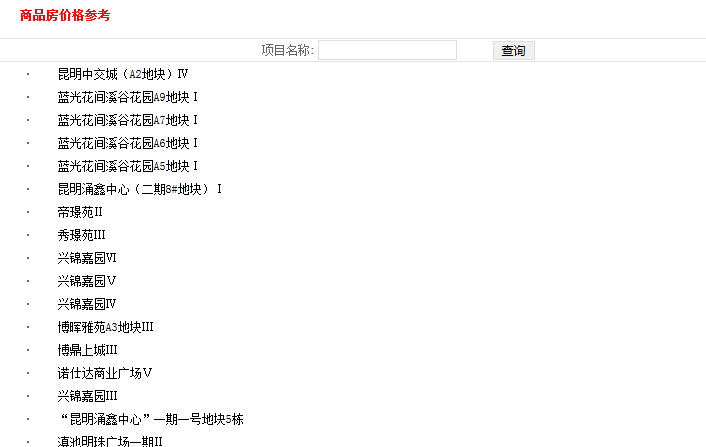 商品房价格参考
项目名称: 查询
· 昆明中交城（A2地块）Ⅳ
· 蓝光花间溪谷花园A9地块Ⅰ
· 蓝光花间溪谷花园A7地块Ⅰ
· 蓝光花间溪谷花园A6地块Ⅰ
· 蓝光花间溪谷花园A5地块Ⅰ
· 昆明涌鑫中心（二期8#地块）Ⅰ
· 帝璟苑Ⅱ
· 秀璟苑Ⅲ
· 兴锦嘉园Ⅵ
· 兴锦嘉园Ⅴ
· 兴锦嘉园Ⅳ
· 博晖雅苑A3地块Ⅲ
· 博鼎上城Ⅲ
· 诺仕达商业广场Ⅴ
· 兴锦嘉园Ⅲ
· “昆明涌鑫中心”一期一号地块5栋
· 滇池明珠广场一期Ⅱ